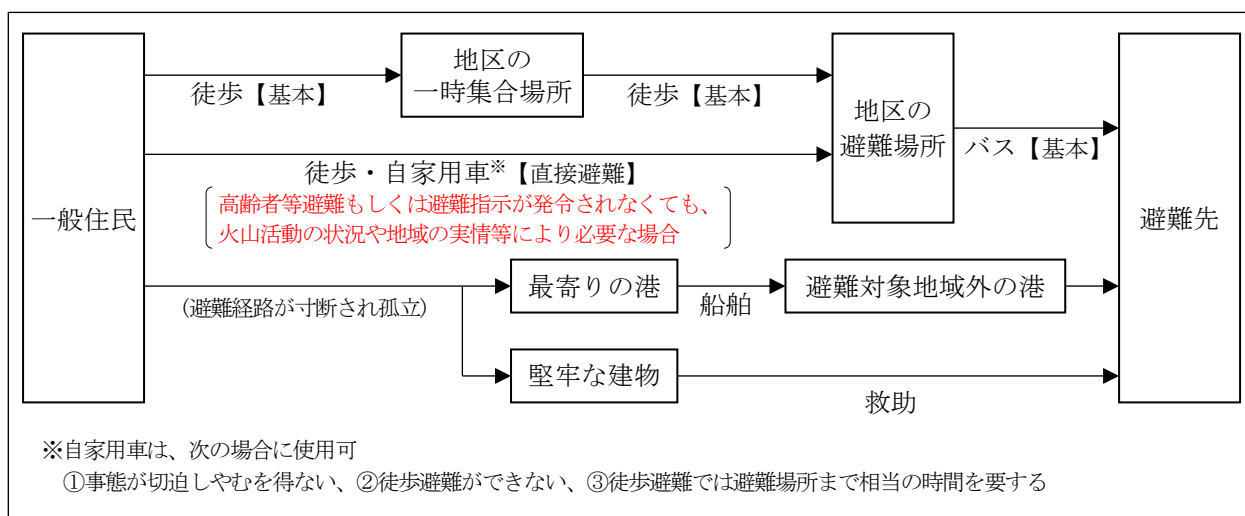 一般住民
徒歩【基本】
地区の
一時集合場所
徒歩【基本】
地区の
避難場所
バス【基本】
避難先
徒歩・自家用車※【直接避難】
高齢者等避難もしくは避難指示が発令されなくても、
火山活動の状況や地域の実情等により必要な場合
(避難経路が寸断され孤立)
最寄りの港
船舶
避難対象地域外の港
堅牢な建物
救助
※自家用車は、次の場合に使用可
①事態が切迫しやむを得ない、②徒歩避難ができない、③徒歩避難では避難場所まで相当の時間を要する